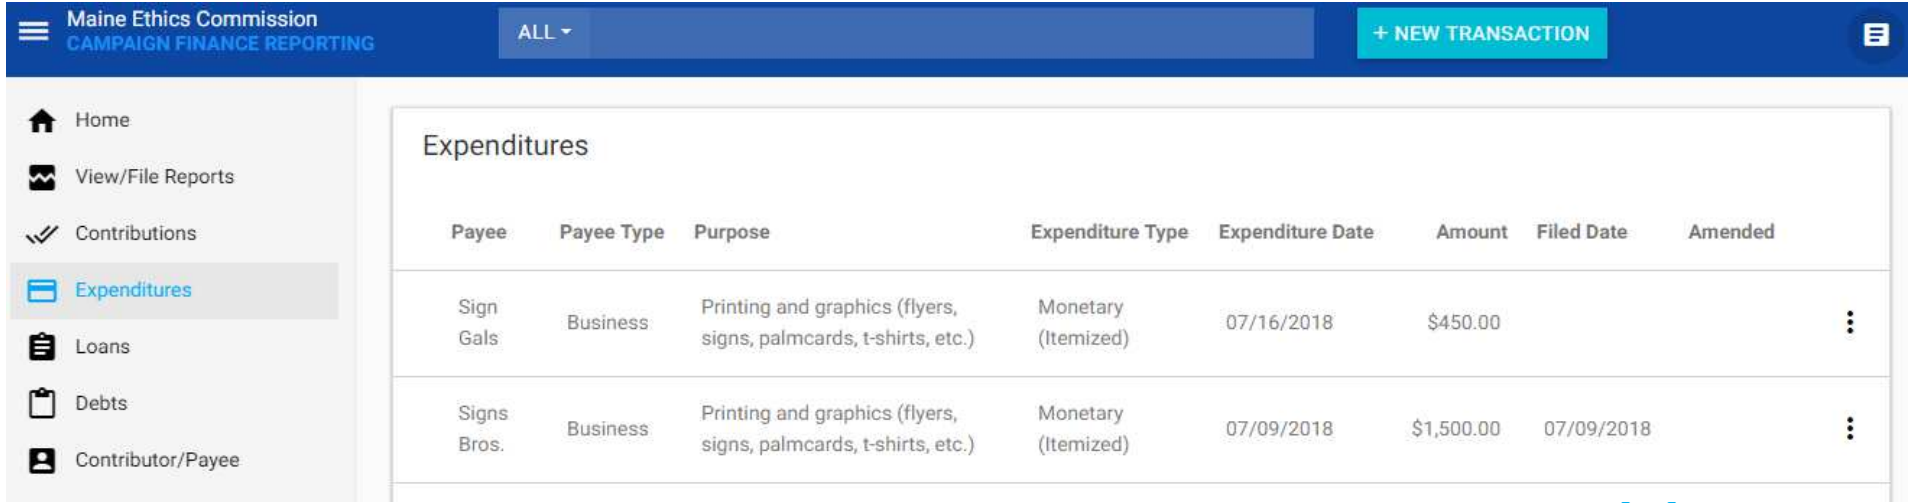 Maine Ethics Commission
CAMPAIGN FINANCE REPORTING
ALL
+ NEW TRANSACTION
Home
View/File Reports
Contributions
Expenditures
Loans
Debts
Contributor/Payee
Expenditures
Payee Payee Type Purpose Expenditure Type Expenditure Date Amount Filed Date Amended
Sign Printing and graphics (flyers, Monetary
Business 07/16/2018 $450.00
Gals signs, palmcards, t-shirts, etc.) (Itemized)
Signs Printing and graphics (flyers, Monetary
Business 07/09/2018 $1,500.00 07/09/2018
Bros. signs, palmcards, t-shirts, etc.) (Itemized)